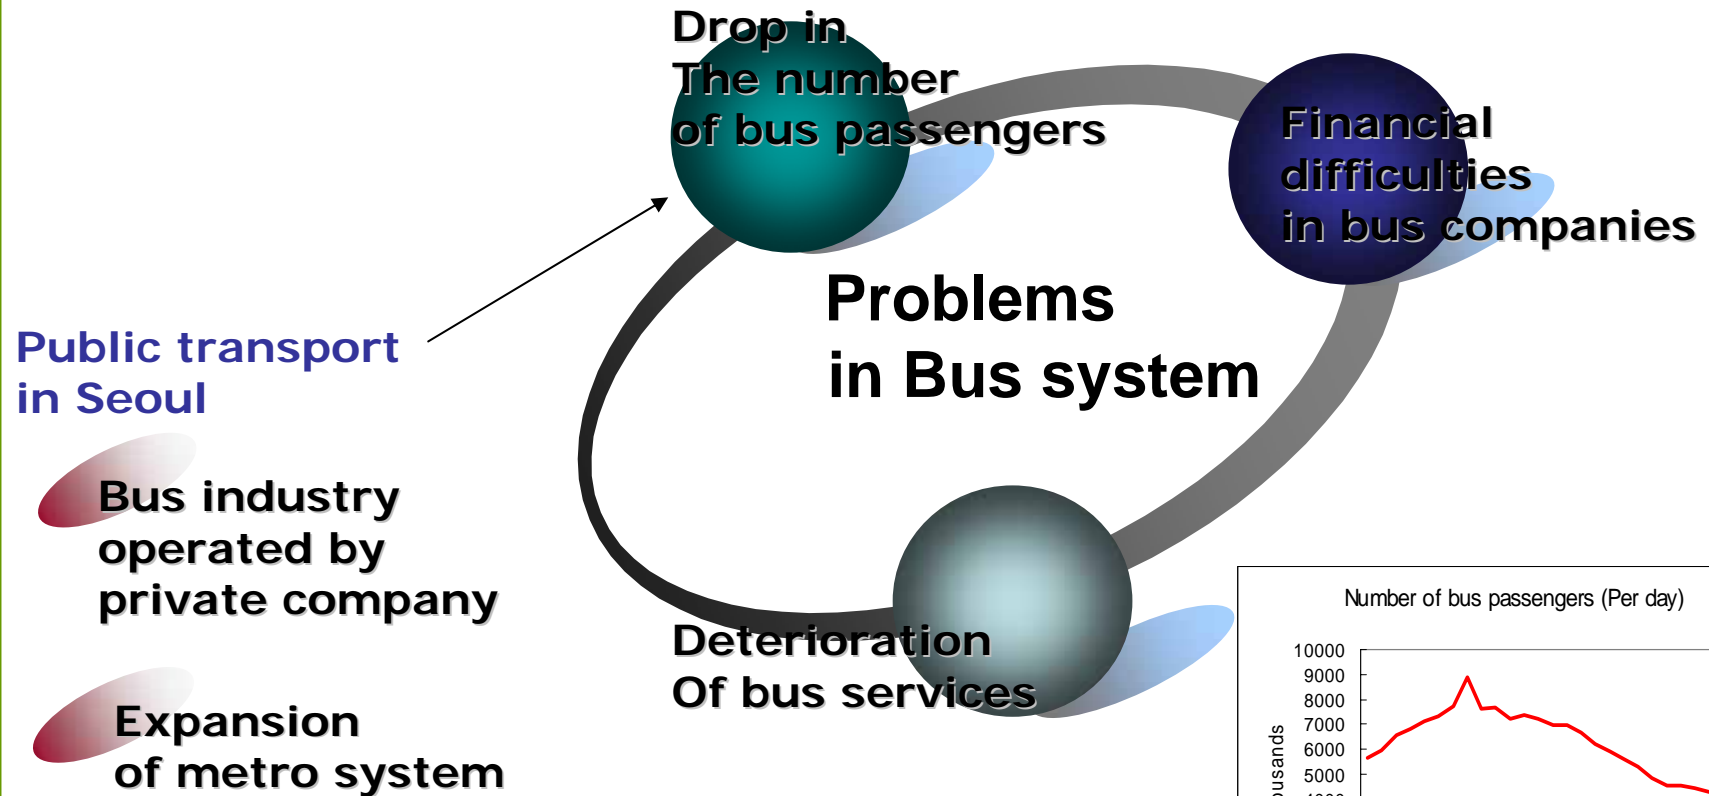 Drop in
The number
of bus passengers
Financial
difficulties
in bus companies
Problems
in Bus system
Public transport
in Seoul
Bus industry
operated by
private company
Expansion
of metro system
Deterioration
Of bus services
Number of bus passengers (Per day)
10000
9000
8000
7000
6000
5000